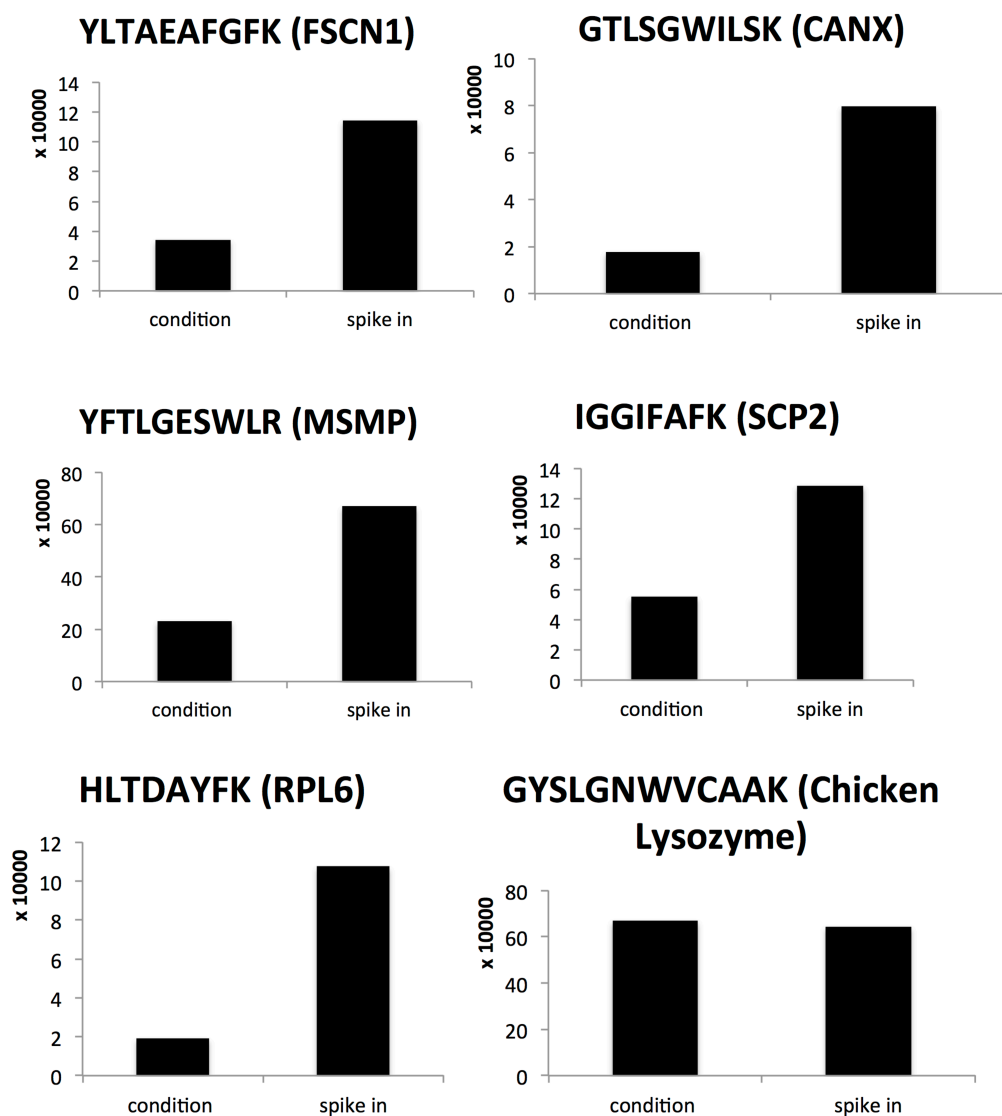 YLTAEAFGFK (FSCN1)
x 10000
14
12
10
8
6
4
2
0
condition
spike in
GTLSGWILSK (CANX)
x 10000
10
8
6
4
2
0
condition
spike in
YFTLGESWLR (MSMP)
x 10000
80
60
40
20
0
condition
spike in
IGGIFAFK (SCP2)
x 10000
14
12
10
8
6
4
2
0
condition
spike in
HLTDAYFK (RPL6)
x 10000
12
10
8
6
4
2
0
condition
spike in
GYSLGNWVCAAK (Chicken
Lysozyme)
x 10000
80
60
40
20
0
condition
spike in